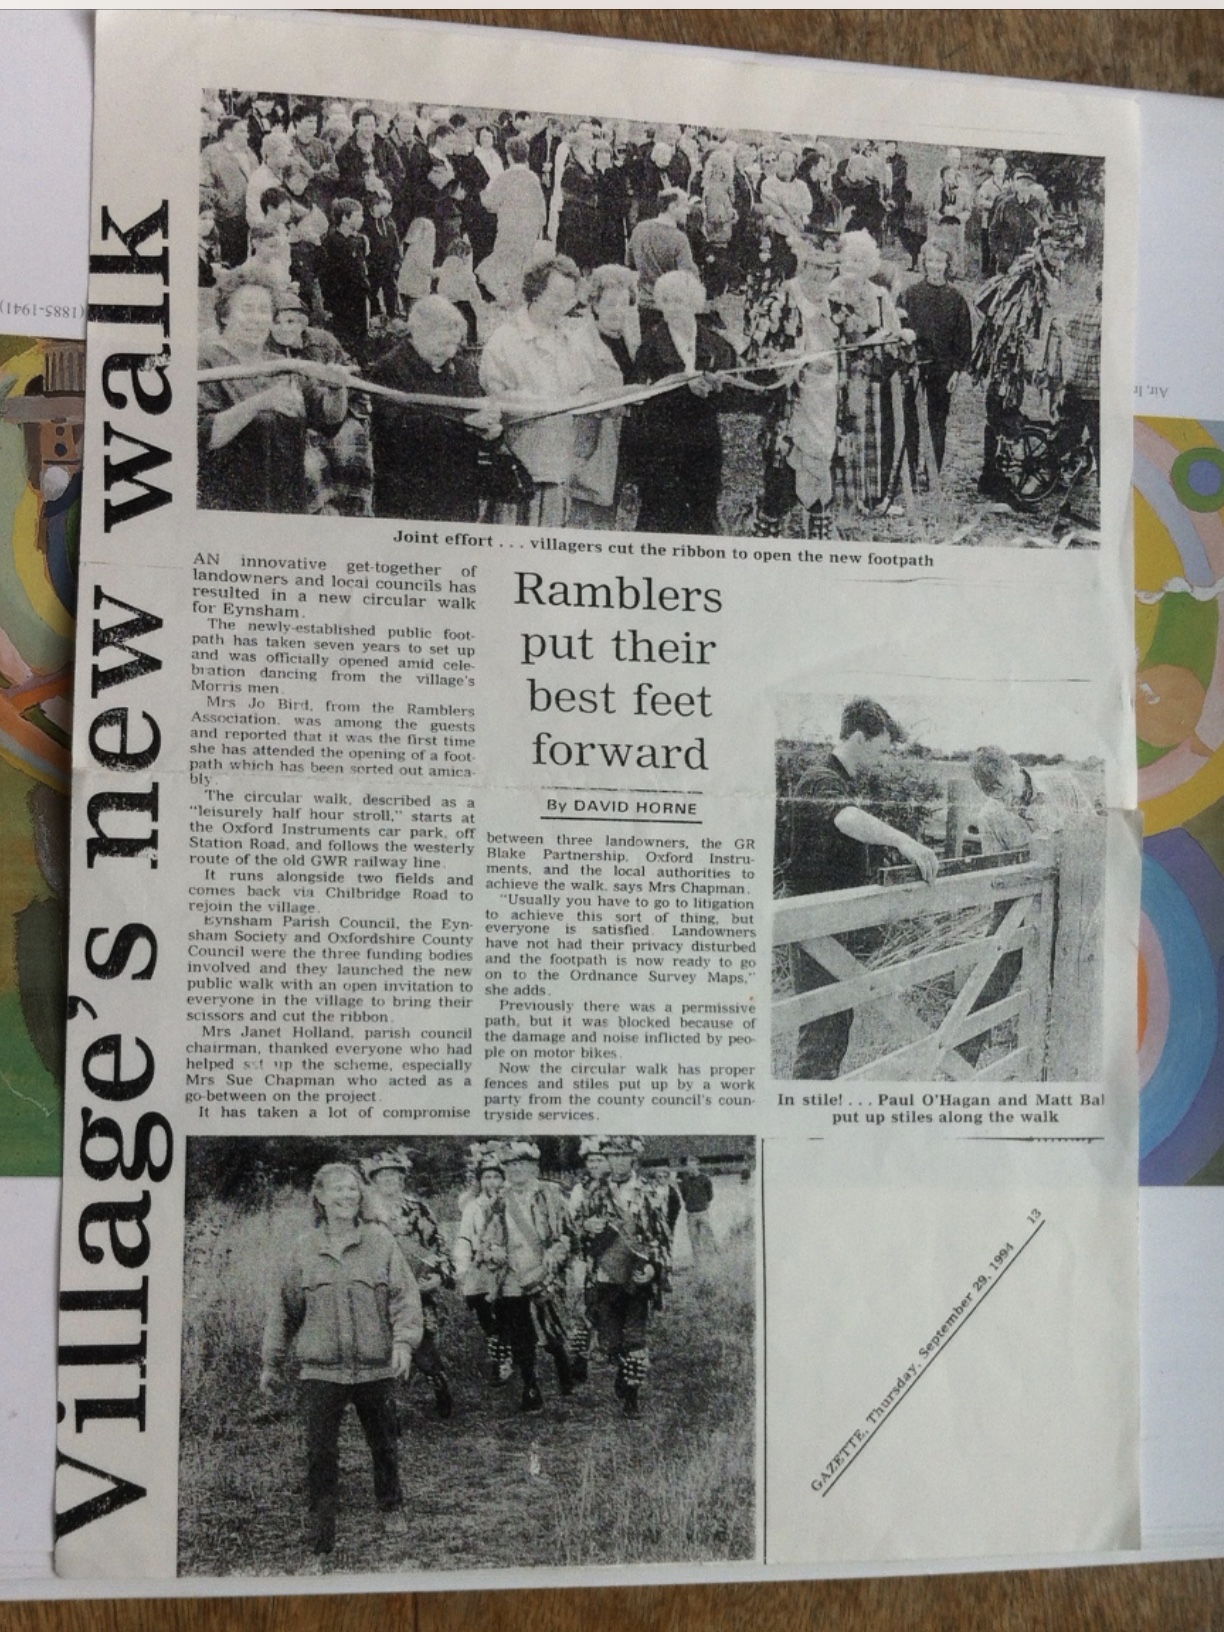 Village's new walk
Joint effort . . . villagers cut the ribbon to open the new footpath
AN innovative get-together of
landowners and local councils has
resulted in a new circular walk
for Eynsham.
The newly-established public foot-
path has taken seven years to set up
and was officially opened amid cele-
bration dancing from the village's
Morris men.
Mrs Jo Bird, from the Ramblers
Association, was among the guests
and reported that it was the first time
she has attended the opening of a foot-
path which has been sorted out amica-
bly.
The circular walk, described as a
"leisurely half hour stroll," starts at
the Oxford Instruments car park, off
Station Road, and follows the westerly
route of the old GWR railway line.
It runs alongside two fields and
comes back via Chilbridge Road to
rejoin the village.
Eynsham Parish Council, the Eyn-
sham Society and Oxfordshire County
Council were the three funding bodies
involved and they launched the new
public walk with an open invitation to
everyone in the village to bring their
scissors and cut the ribbon.
Mrs Janet Holland, parish council
chairman, thanked everyone who had
helped set up the scheme, especially
Mrs Sue Chapman who acted as a
go-between on the project.
It has taken a lot of compromise
Ramblers
put their
best feet
forward
By DAVID HORNE
between three landowners, the GR
Blake Partnership, Oxford Instru-
ments, and the local authorities to
achieve the walk, says Mrs Chapman.
"Usually you have to go to litigation
to achieve this sort of thing, but
everyone is satisfied. Landowners
have not had their privacy disturbed
and the footpath is now ready to go
on to the Ordnance Survey Maps,"
she adds.
Previously there was a permissive
path, but it was blocked because of
the damage and noise inflicted by peo-
ple on motor bikes.
Now the circular walk has proper
fences and stiles put up by a work
party from the county council's coun-
tryside services.
In stile! . . . Paul O'Hagan and Matt Bal
put up stiles along the walk
GAZETTE, Thursday, September 29, 1994 13
(1885-1941)
Air,